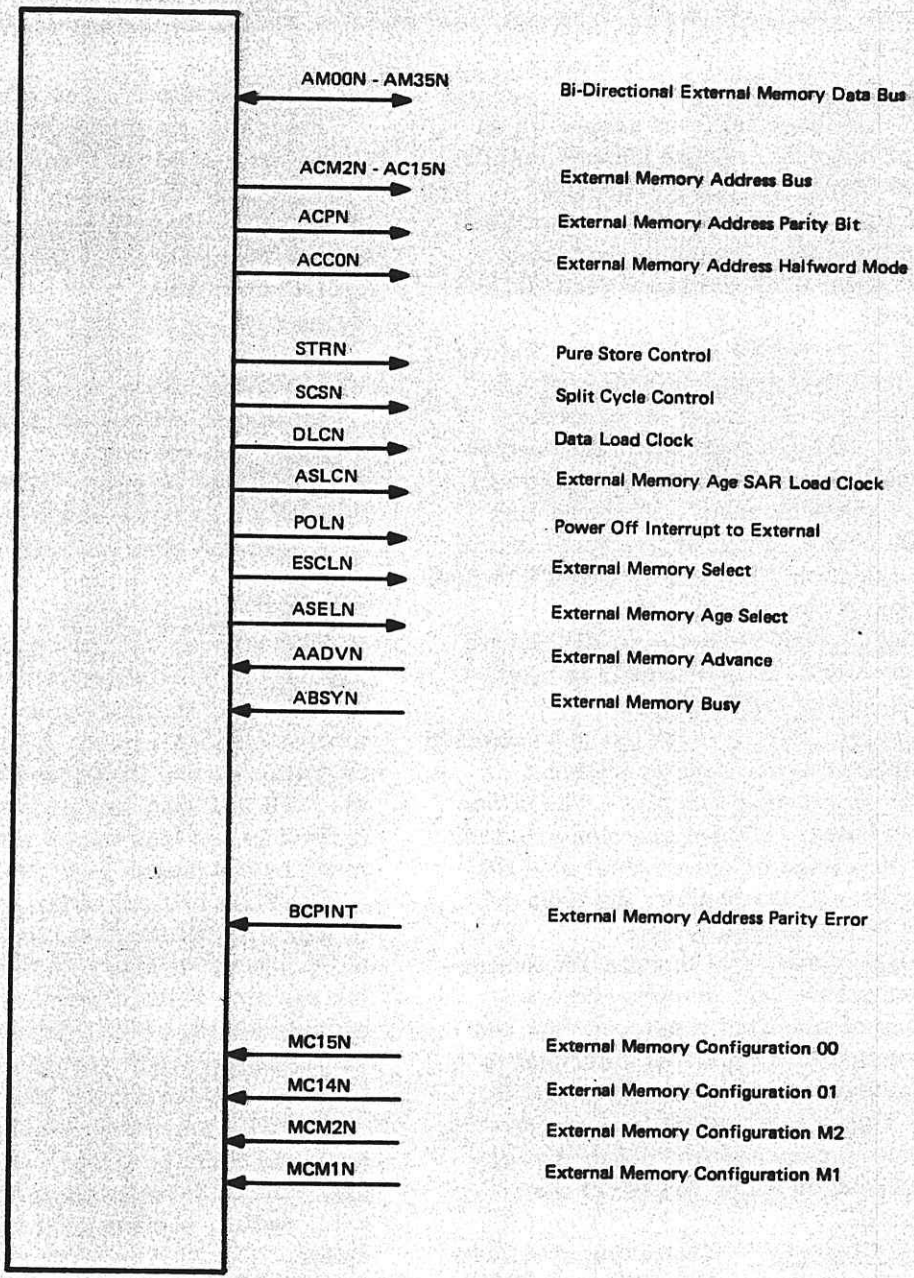 AM00N - AM35N Bi-Directional External Memory Data Bus
ACM2N - AC15N External Memory Address Bus
ACPN External Memory Address Parity Bit
ACC0N External Memory Address Halfword Mode
STRN Pure Store Control
SCSN Split Cycle Control
DLCN Data Load Clock
ASLCN External Memory Age SAR Load Clock
POLN Power Off Interrupt to External
ESCLN External Memory Select
ASELN External Memory Age Select
AADVN External Memory Advance
ABSYN External Memory Busy
BCPINT External Memory Address Parity Error
MC15N External Memory Configuration 00
MC14N External Memory Configuration 01
MCM2N External Memory Configuration M2
MCM1N External Memory Configuration M1